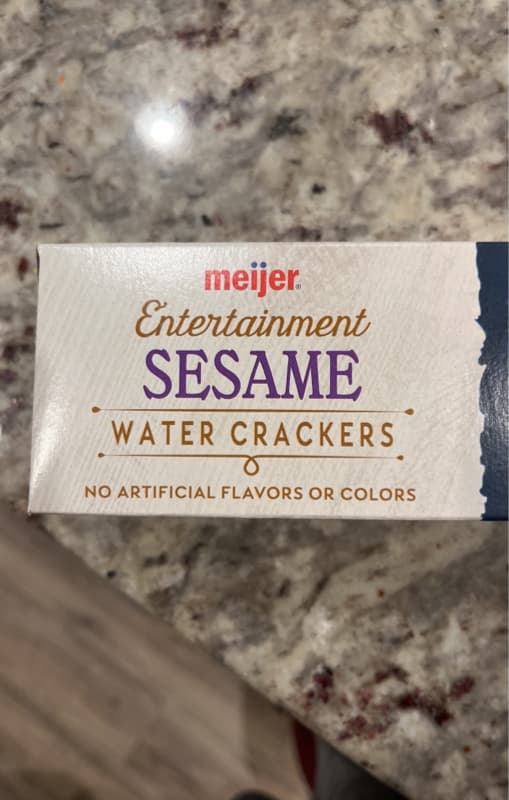 meijer
Entertainment
SESAME
WATER CRACKERS
NO ARTIFICIAL FLAVORS OR COLORS